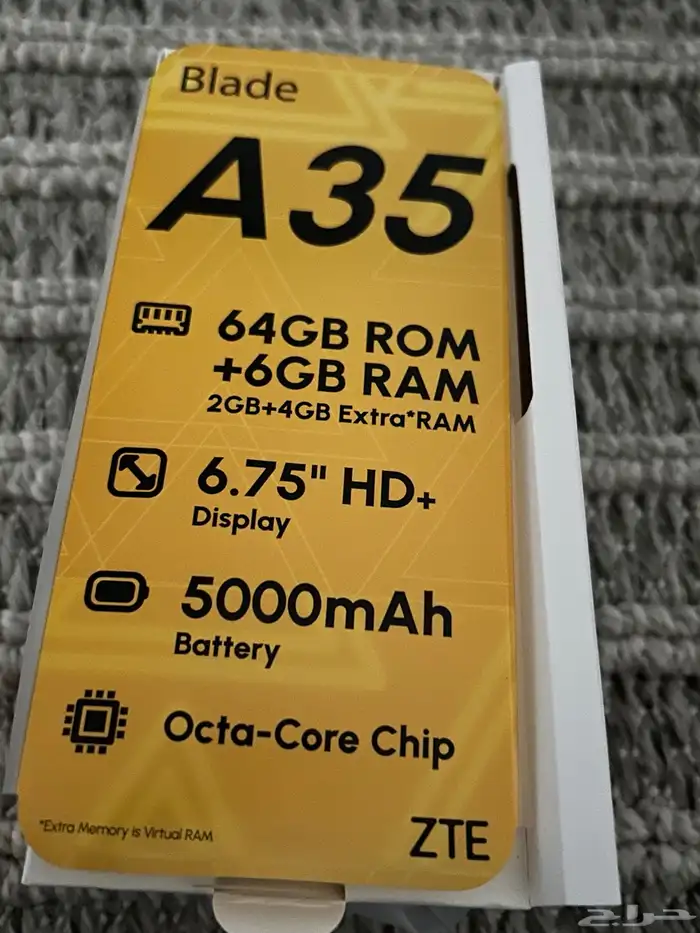 Blade
A35
64GB ROM
+6GB RAM
2GB+4GB Extra*RAM
6.75" HD+
Display
5000mAh
Battery
Octa-Core Chip
*Extra Memory is Virtual RAM
ZTE
حراج